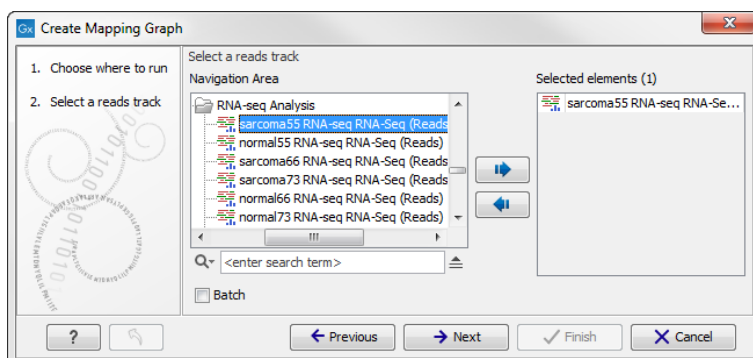 Gx Create Mapping Graph
1. Choose where to run
2. Select a reads track
Select a reads track
Navigation Area
RNA-seq Analysis
sarcoma55 RNA-seq RNA-Seq (Reads
normal55 RNA-seq RNA-Seq (Reads)
sarcoma66 RNA-seq RNA-Seq (Reads
sarcoma73 RNA-seq RNA-Seq (Reads
normal66 RNA-seq RNA-Seq (Reads)
normal73 RNA-seq RNA-Seq (Reads)
<enter search term>
Batch
Selected elements (1)
sarcoma55 RNA-seq RNA-Se...
?
Previous
Next
Finish
Cancel